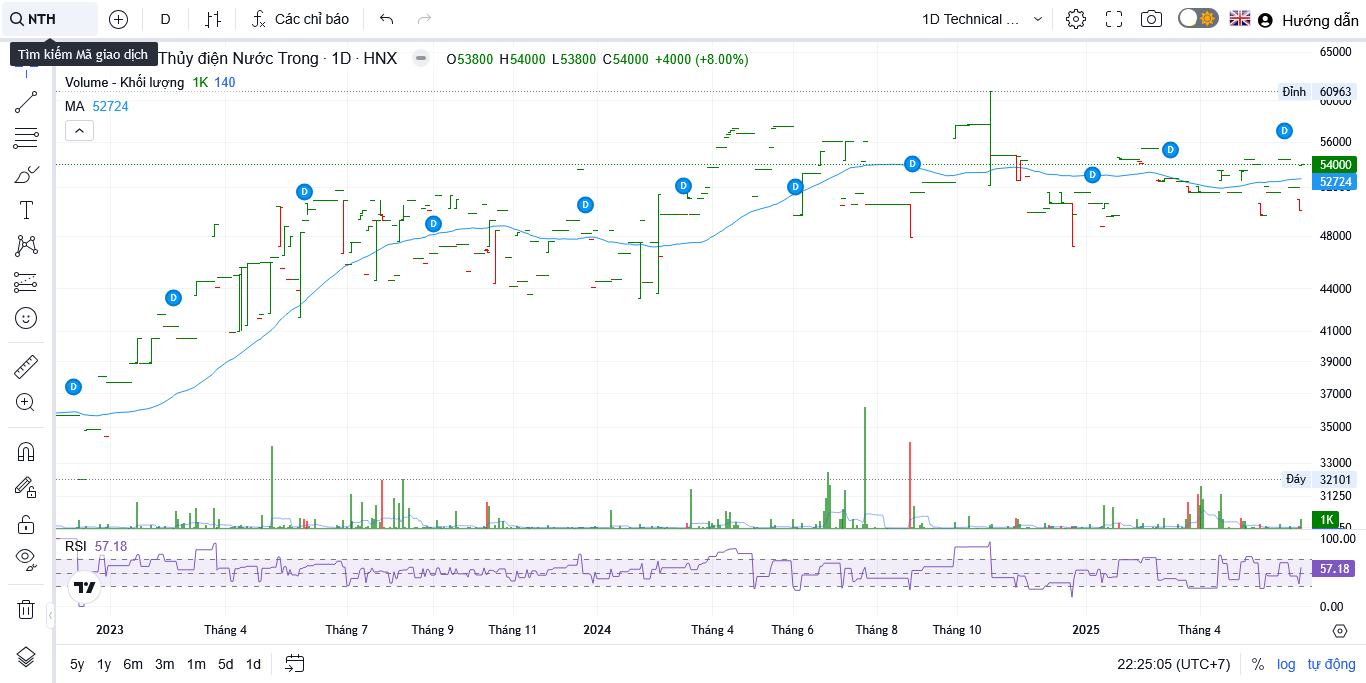 NTH D Các chỉ báo 1D Technical ... Hướng dẫn
Tìm kiếm Mã giao dịch
Thủy điện Nước Trong · 1D · HNX O53800 H54000 L53800 C54000 +4000 (+8.00%)
Volume - Khối lượng 1K 140
MA 52724
65000
Đỉnh 60963
60000
56000
54000
52724
48000
44000
41000
39000
37000
35000
33000
Đáy 32101
31250
1K
D
D
D
D
D
D
D
D
D
D
D
RSI 57.18
100.00
57.18
0.00
2023 Tháng 4 Tháng 7 Tháng 9 Tháng 11 2024 Tháng 4 Tháng 6 Tháng 8 Tháng 10 2025 Tháng 4
5y 1y 6m 3m 1m 5d 1d 22:25:05 (UTC+7) % log tự động